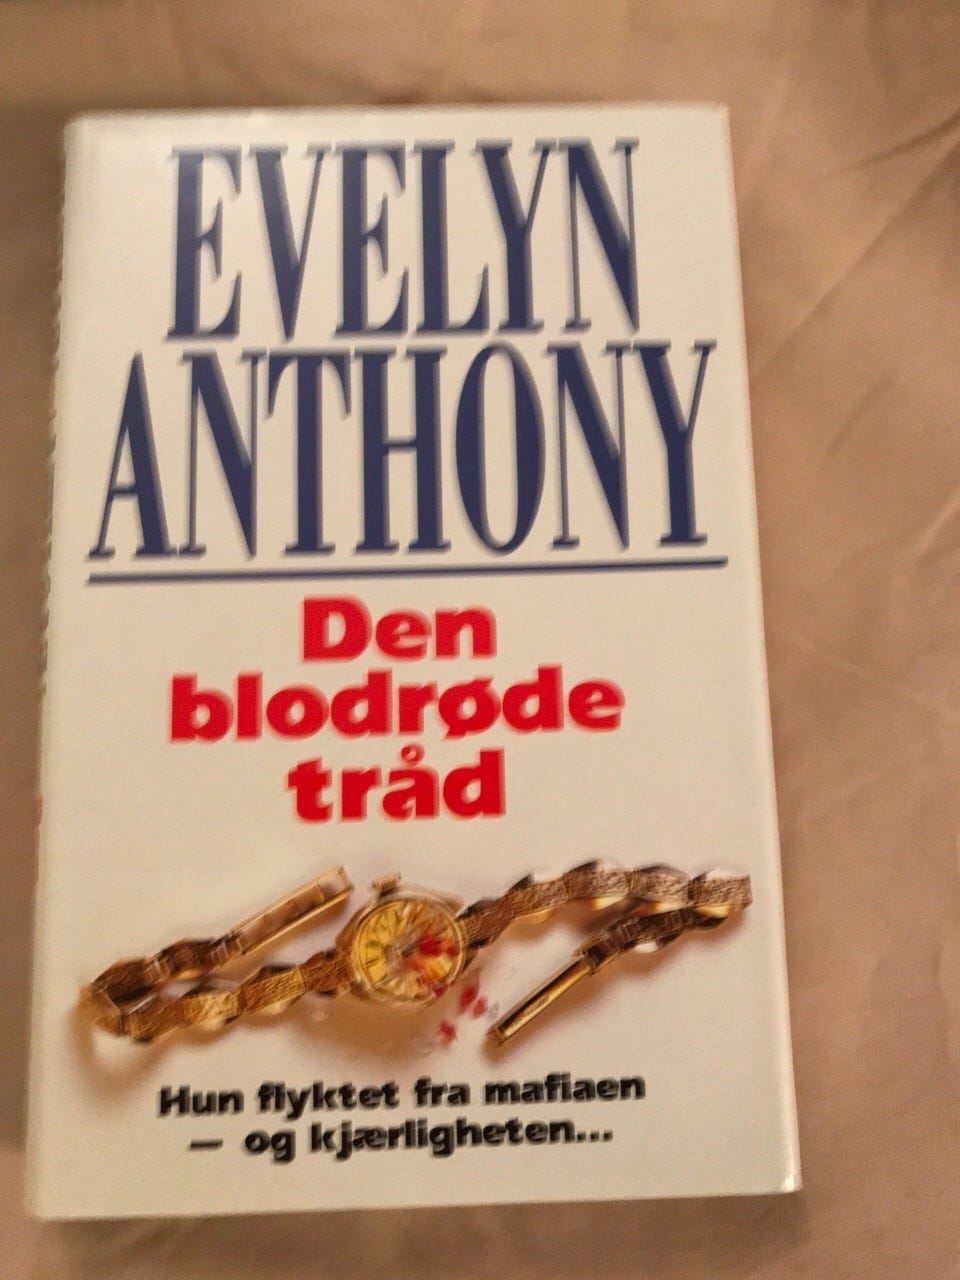 EVELYN
ANTHONY
Den
blodrøde
tråd
Hun flyktet fra mafiaen
– og kjærligheten...